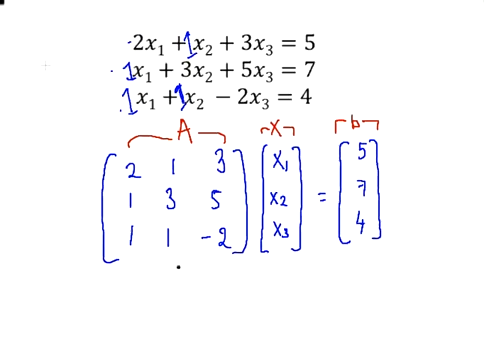 2x₁ + 1x₂ + 3x₃ = 5
1x₁ + 3x₂ + 5x₃ = 7
1x₁ + 1x₂ − 2x₃ = 4
A X b
2 1 3 x₁ 5
1 3 5 x₂ = 7
1 1 -2 x₃ 4